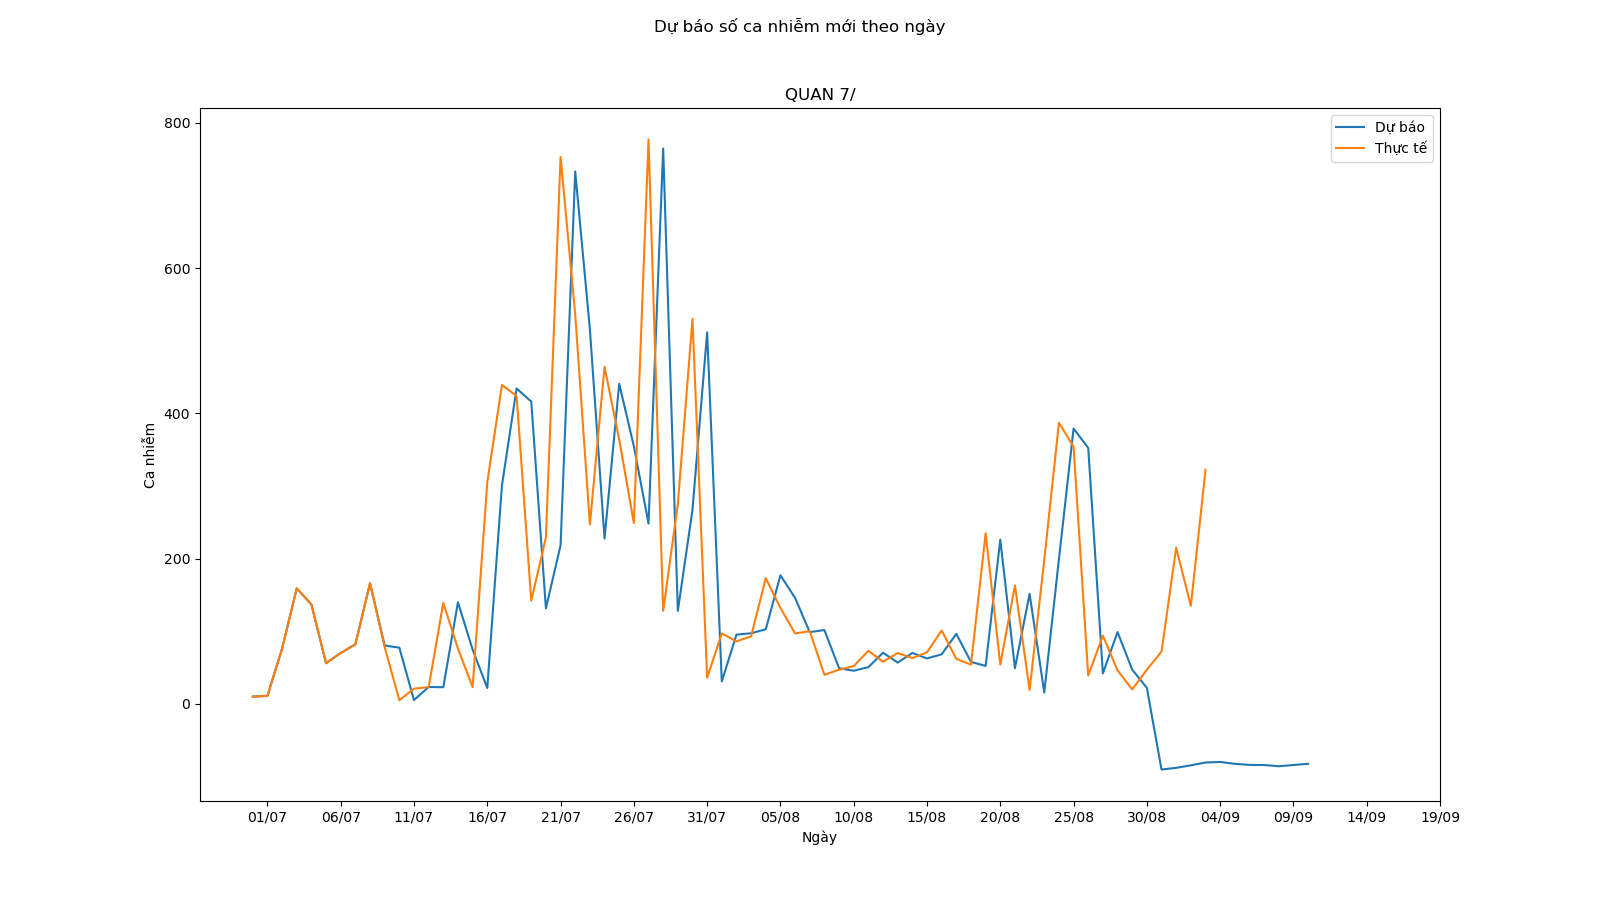 Dự báo số ca nhiễm mới theo ngày
QUAN 7/
Dự báo
Thực tế
800
600
400
200
0
Ca nhiễm
01/07 06/07 11/07 16/07 21/07 26/07 31/07 05/08 10/08 15/08 20/08 25/08 30/08 04/09 09/09 14/09 19/09
Ngày